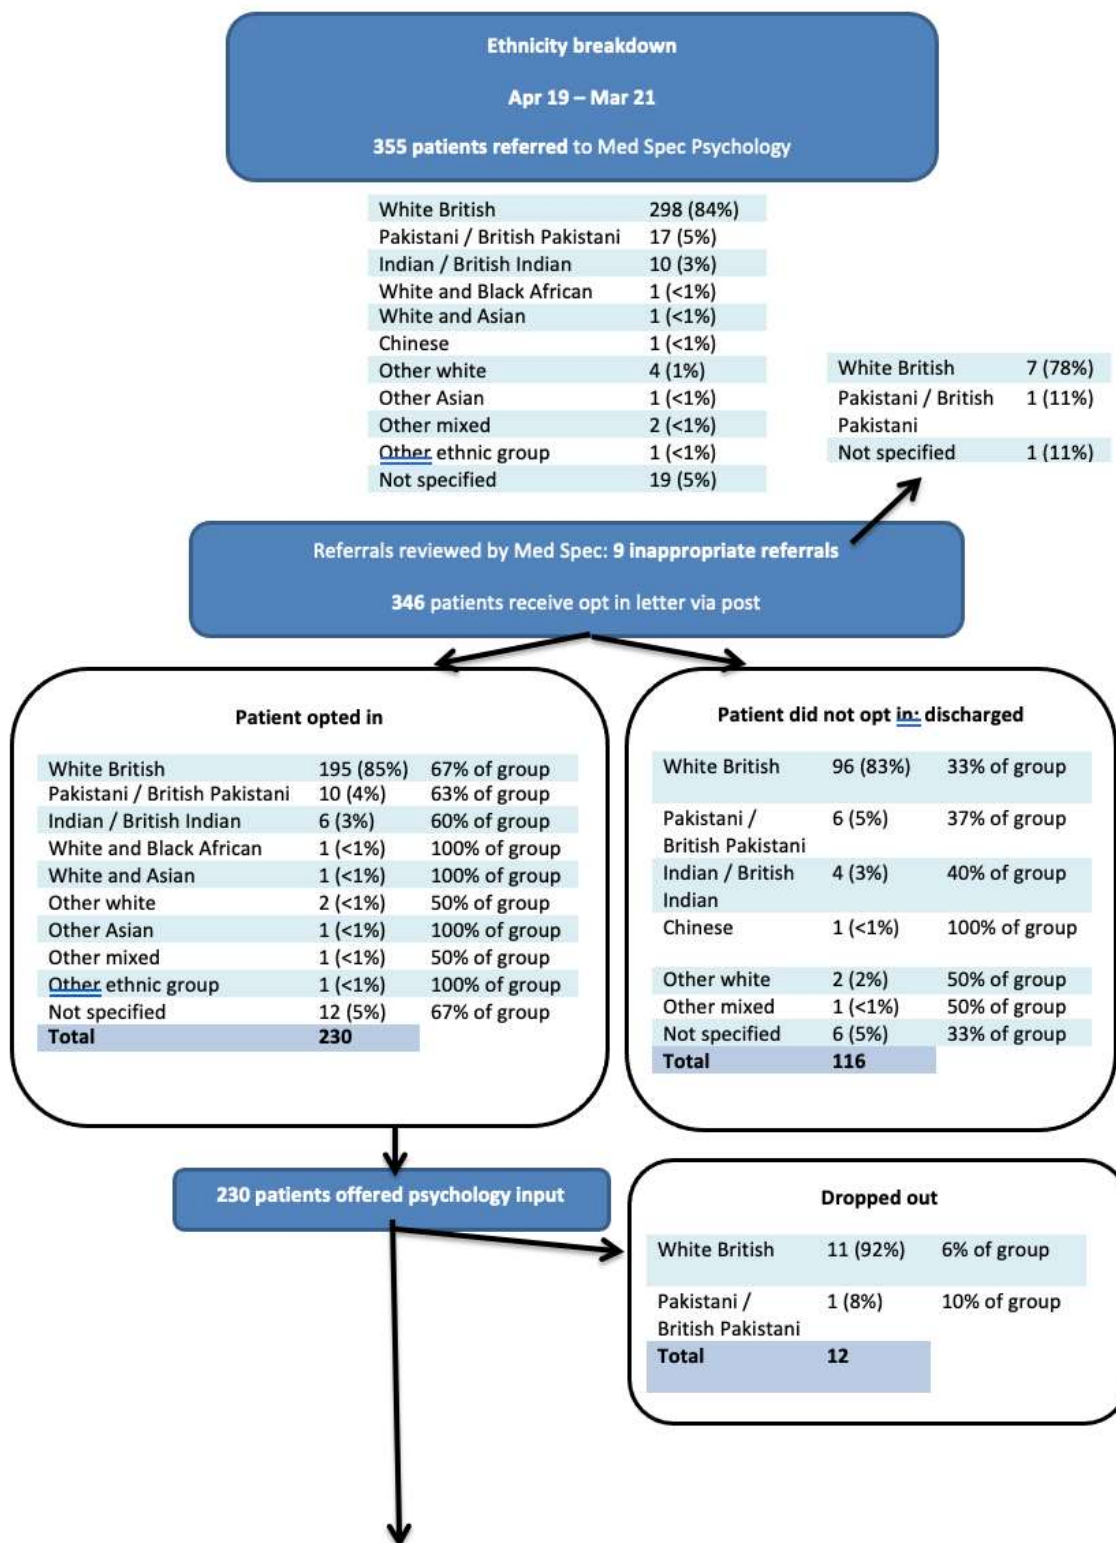 Ethnicity breakdown
Apr 19 – Mar 21
355 patients referred to Med Spec Psychology
White British 298 (84%)
Pakistani / British Pakistani 17 (5%)
Indian / British Indian 10 (3%)
White and Black African 1 (<1%)
White and Asian 1 (<1%)
Chinese 1 (<1%)
Other white 4 (1%)
Other Asian 1 (<1%)
Other mixed 2 (<1%)
Other ethnic group 1 (<1%)
Not specified 19 (5%)
White British 7 (78%)
Pakistani / British 1 (11%)
Pakistani
Not specified 1 (11%)
Referrals reviewed by Med Spec: 9 inappropriate referrals
346 patients receive opt in letter via post
Patient opted in
White British 195 (85%) 67% of group
Pakistani / British Pakistani 10 (4%) 63% of group
Indian / British Indian 6 (3%) 60% of group
White and Black African 1 (<1%) 100% of group
White and Asian 1 (<1%) 100% of group
Other white 2 (<1%) 50% of group
Other Asian 1 (<1%) 100% of group
Other mixed 1 (<1%) 50% of group
Other ethnic group 1 (<1%) 100% of group
Not specified 12 (5%) 67% of group
Total 230
Patient did not opt in: discharged
White British 96 (83%) 33% of group
Pakistani / 6 (5%) 37% of group
British Pakistani
Indian / British 4 (3%) 40% of group
Indian
Chinese 1 (<1%) 100% of group
Other white 2 (2%) 50% of group
Other mixed 1 (<1%) 50% of group
Not specified 6 (5%) 33% of group
Total 116
230 patients offered psychology input
Dropped out
White British 11 (92%) 6% of group
Pakistani / 1 (8%) 10% of group
British Pakistani
Total 12